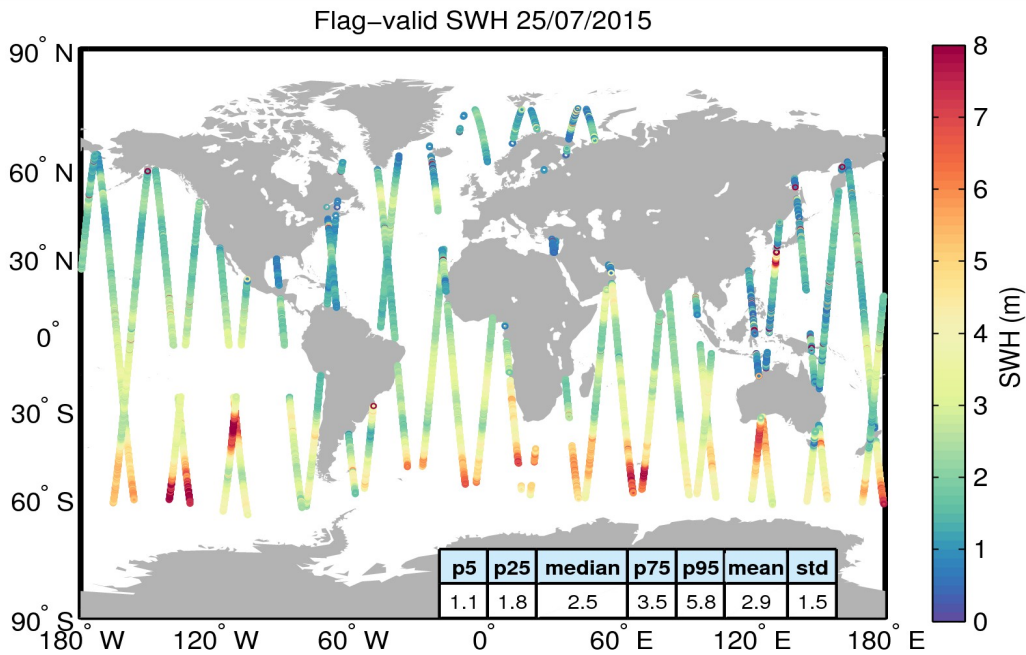 Flag−valid SWH 25/07/2015
90° N
60° N
30° N
0°
30° S
60° S
90° S
180° W
120° W
60° W
0°
60° E
120° E
180° E
p5 p25 median p75 p95 mean std
1.1 1.8 2.5 3.5 5.8 2.9 1.5
8
7
6
5
4
3
2
1
0
SWH (m)